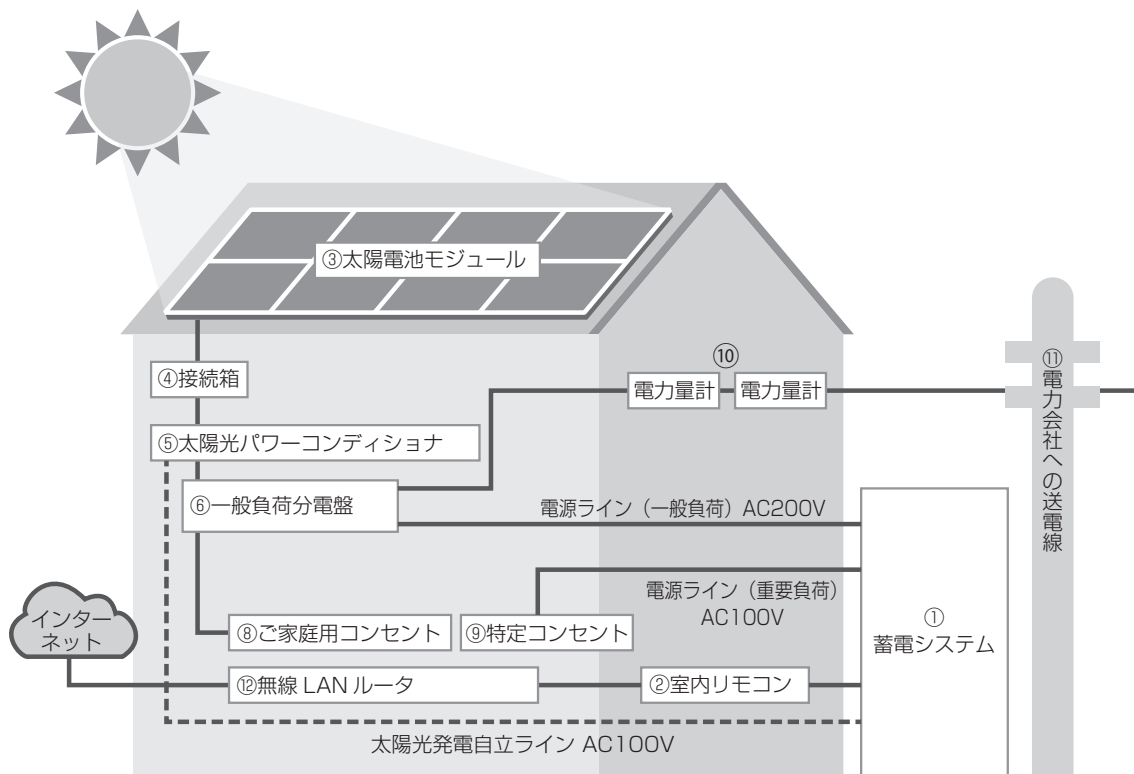 ③太陽電池モジュール
④接続箱
⑩
電力量計
電力量計
⑪電力会社への送電線
⑤太陽光パワーコンディショナ
⑥一般負荷分電盤
電源ライン（一般負荷）AC200V
電源ライン（重要負荷）
AC100V
①
蓄電システム
インター
ネット
⑧ご家庭用コンセント
⑨特定コンセント
⑫無線 LAN ルータ
②室内リモコン
太陽光発電自立ライン AC100V